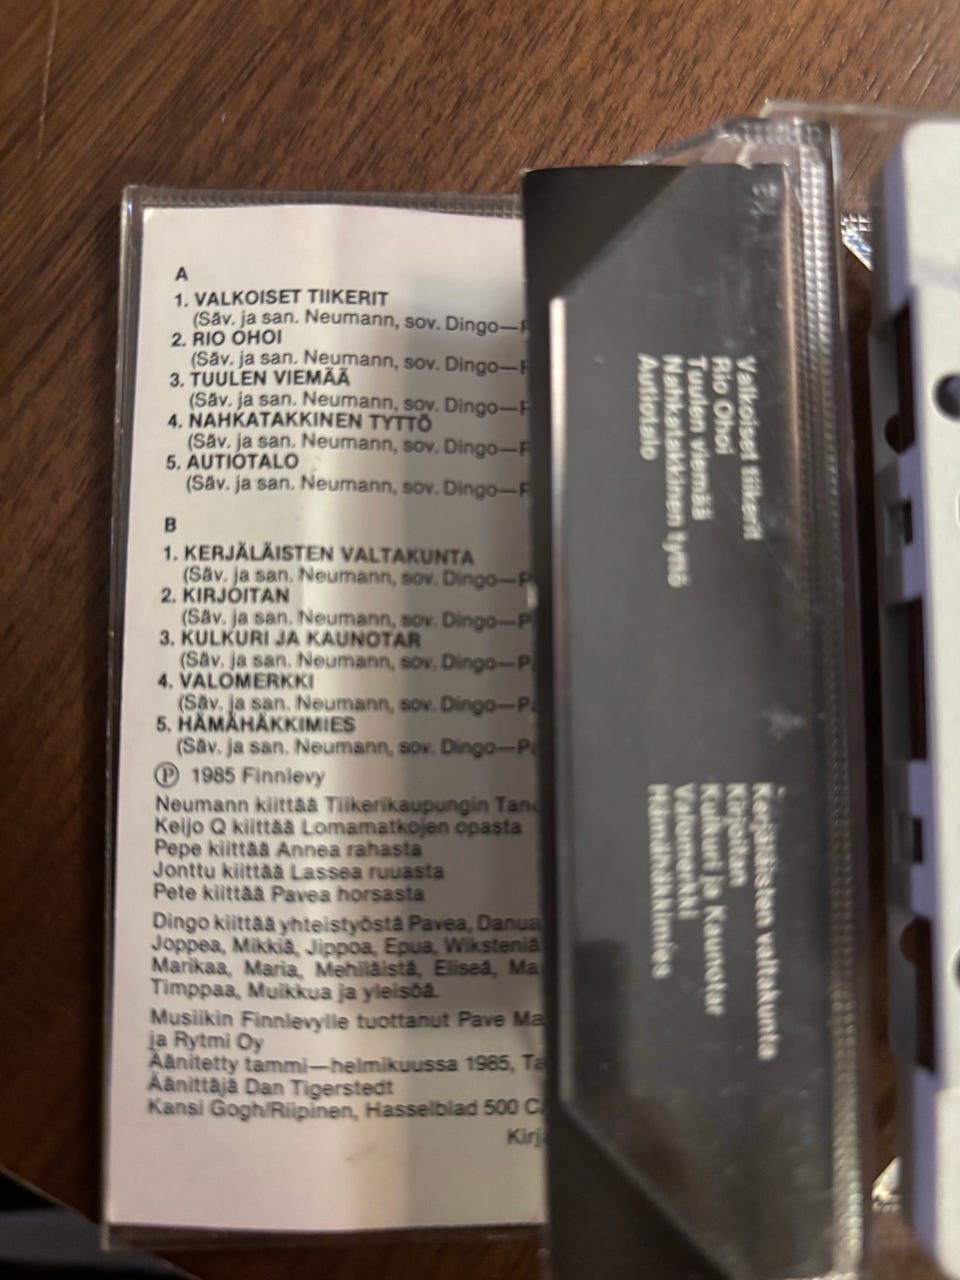 A
1. VALKOISET TIIKERIT
(Säv. ja san. Neumann, sov. Dingo—P
2. RIO OHOI
(Säv. ja san. Neumann, sov. Dingo—P
3. TUULEN VIEMÄÄ
(Säv. ja san. Neumann, sov. Dingo—P
4. NAHKATAKKINEN TYTTÖ
(Säv. ja san. Neumann, sov. Dingo—P
5. AUTIOTALO
(Säv. ja san. Neumann, sov. Dingo—P
B
1. KERJÄLÄISTEN VALTAKUNTA
(Säv. ja san. Neumann, sov. Dingo—P
2. KIRJOITAN
(Säv. ja san. Neumann, sov. Dingo—P
3. KULKURI JA KAUNOTAR
(Säv. ja san. Neumann, sov. Dingo—P
4. VALOMERKKI
(Säv. ja san. Neumann, sov. Dingo—P
5. HÄMÄHÄKKIMIES
(Säv. ja san. Neumann, sov. Dingo—P
Ⓟ 1985 Finnlevy
Neumann kiittää Tiikerikaupungin
Keijo Q kiittää Lomamatkojen opasta
Pepe kiittää Annea rahasta
Jonttu kiittää Lassea ruuasta
Pete kiittää Pavea horsasta
Dingo kiittää yhteistyöstä Pavea, Danua,
Joppea, Mikkiä, Jippoa, Epua, Wiksteniä
Marikaa, Maria, Mehiläistä, Eliseä,
Timppaa, Muikkua ja yleisöä.
Musiikin Finnlevylle tuottanut Pave
ja Rytmi Oy
Äänitetty tammi—helmikuussa 1985,
Äänittäjä Dan Tigerstedt
Kansi Gogh/Riipinen, Hasselblad 500 C
Valkoiset tiikerit
Rio Ohoi
Tuulen viemää
Nahkatakkinen tyttö
Autiotalo
Kerjäläisten valtakunta
Kirjoitan
Kulkuri ja Kaunotar
Valomerkki
Hämähäkkimies